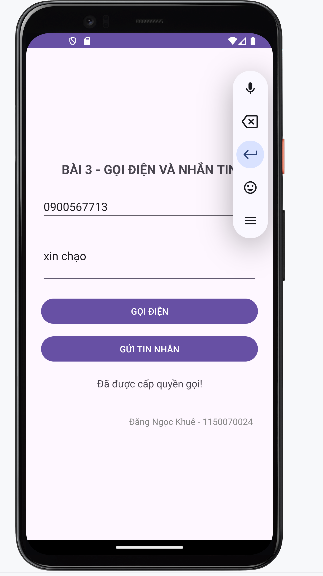 BÀI 3 - GỌI ĐIỆN VÀ NHẮN TIN
0900567713
xin chạo
GỌI ĐIỆN
GỬI TIN NHẮN
Đã được cấp quyền gọi!
Đặng Ngọc Khuê - 1150070024